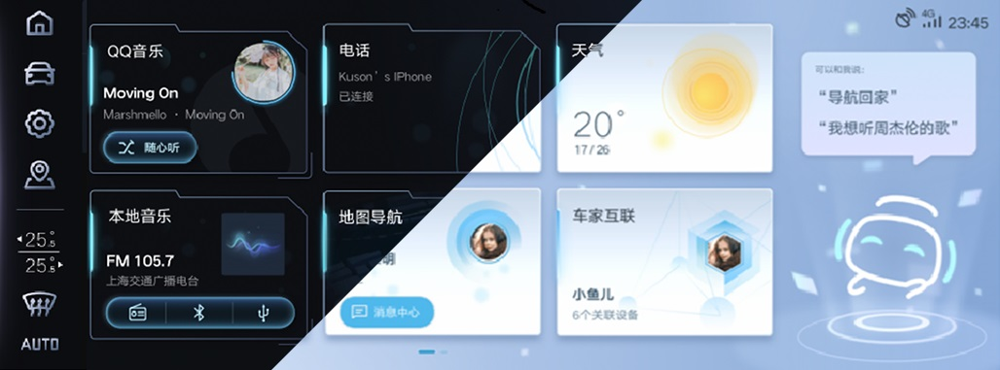 QQ音乐
Moving On
Marshmello · Moving On
随心听
电话
Kuson's IPhone
已连接
天气
20°
17/26
4G
23:45
可以和我说:
“导航回家”
“我想听周杰伦的歌”
25.5°
25.5°
AUTO
本地音乐
FM 105.7
上海交通广播电台
地图导航
明
消息中心
车家互联
小鱼儿
6个关联设备